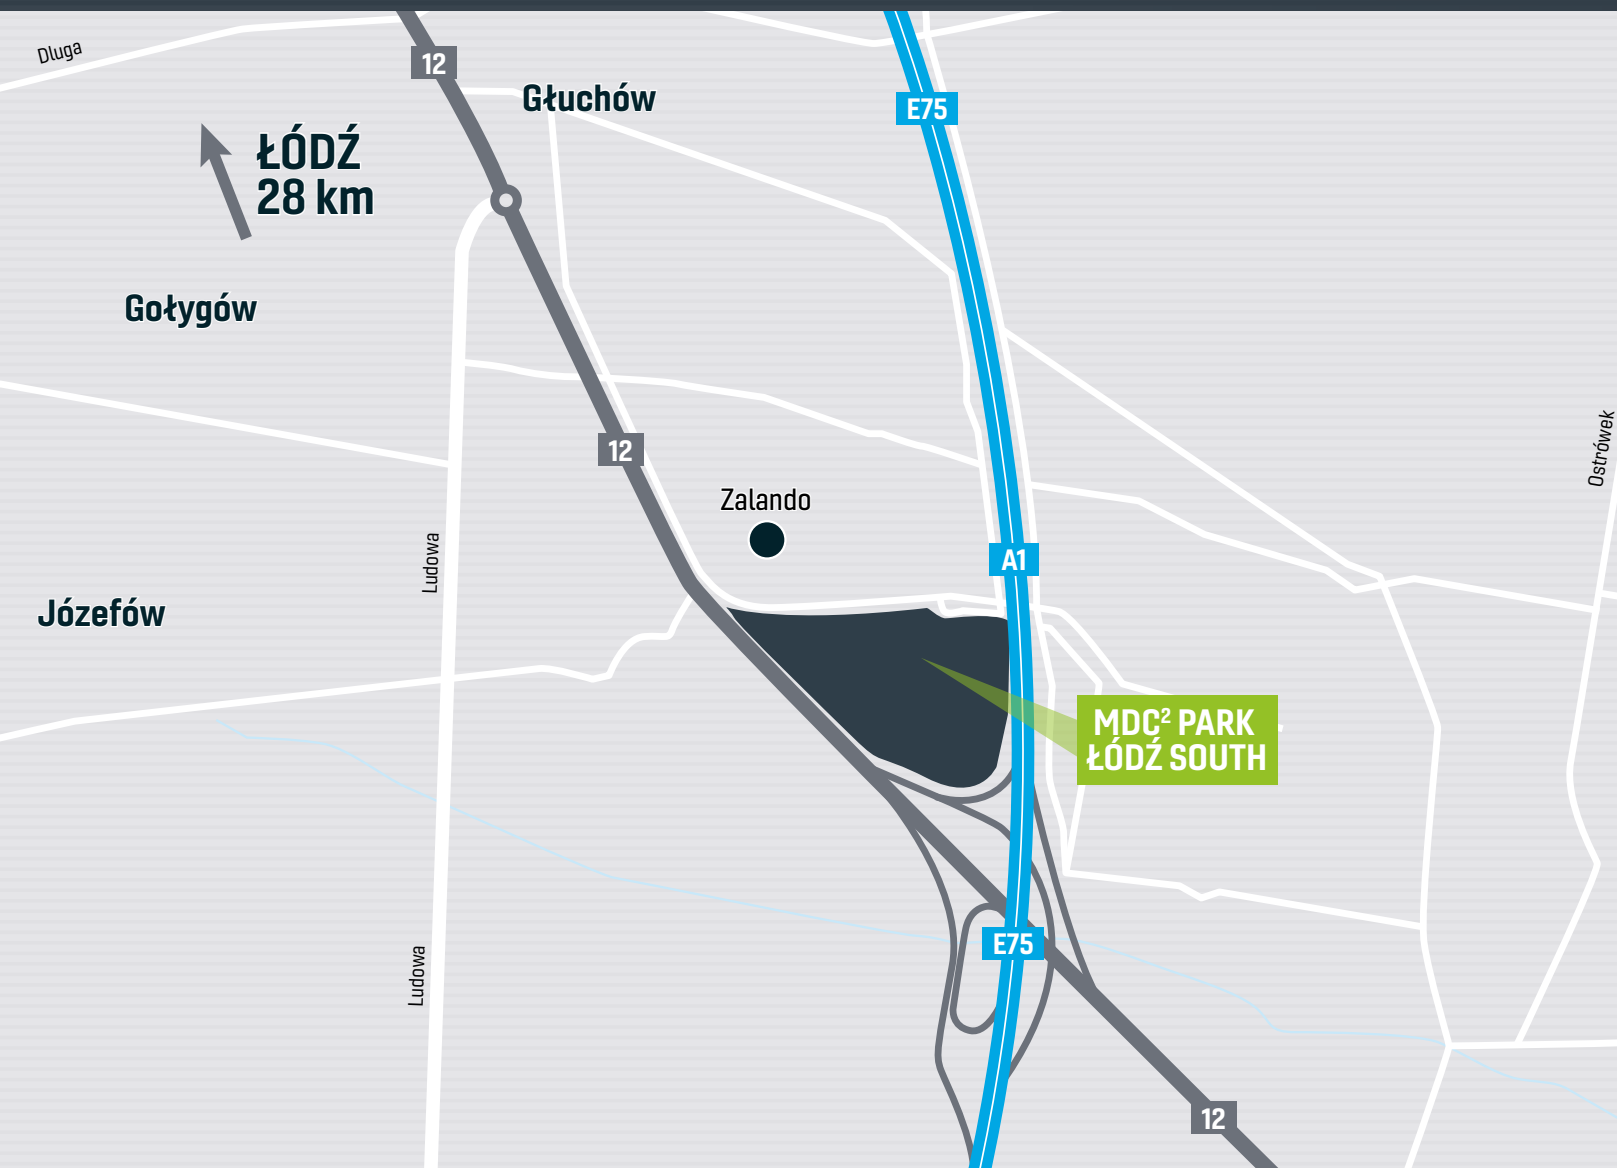 Dluga
12
Głuchów
E75
ŁÓDŹ
28 km
Gołygów
12
Ostrówek
Zalando
A1
Ludowa
Józefów
MDC² PARK
ŁÓDŹ SOUTH
E75
Ludowa
12